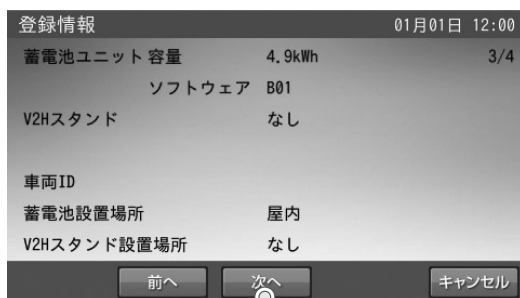 登録情報 01月01日 12:00
蓄電池ユニット 容量 4.9kWh 3/4
ソフトウェア B01
V2Hスタンド なし
車両ID
蓄電池設置場所 屋内
V2Hスタンド設置場所 なし
前へ 次へ キャンセル